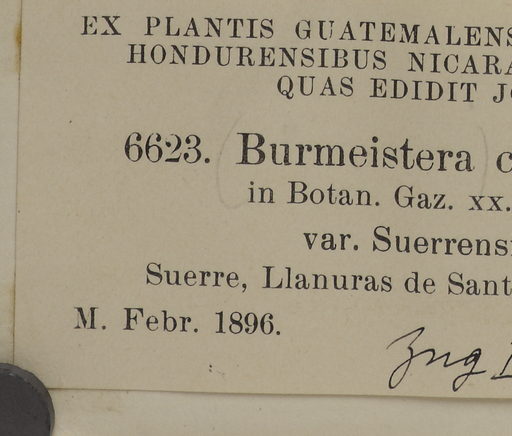 EX PLANTIS GUATEMALENS
HONDURENSIBUS NICARA
QUAS EDIDIT J
6623. Burmeistera c
in Botan. Gaz. xx.
var. Suerrensi
Suerre, Llanuras de Sant
M. Febr. 1896.